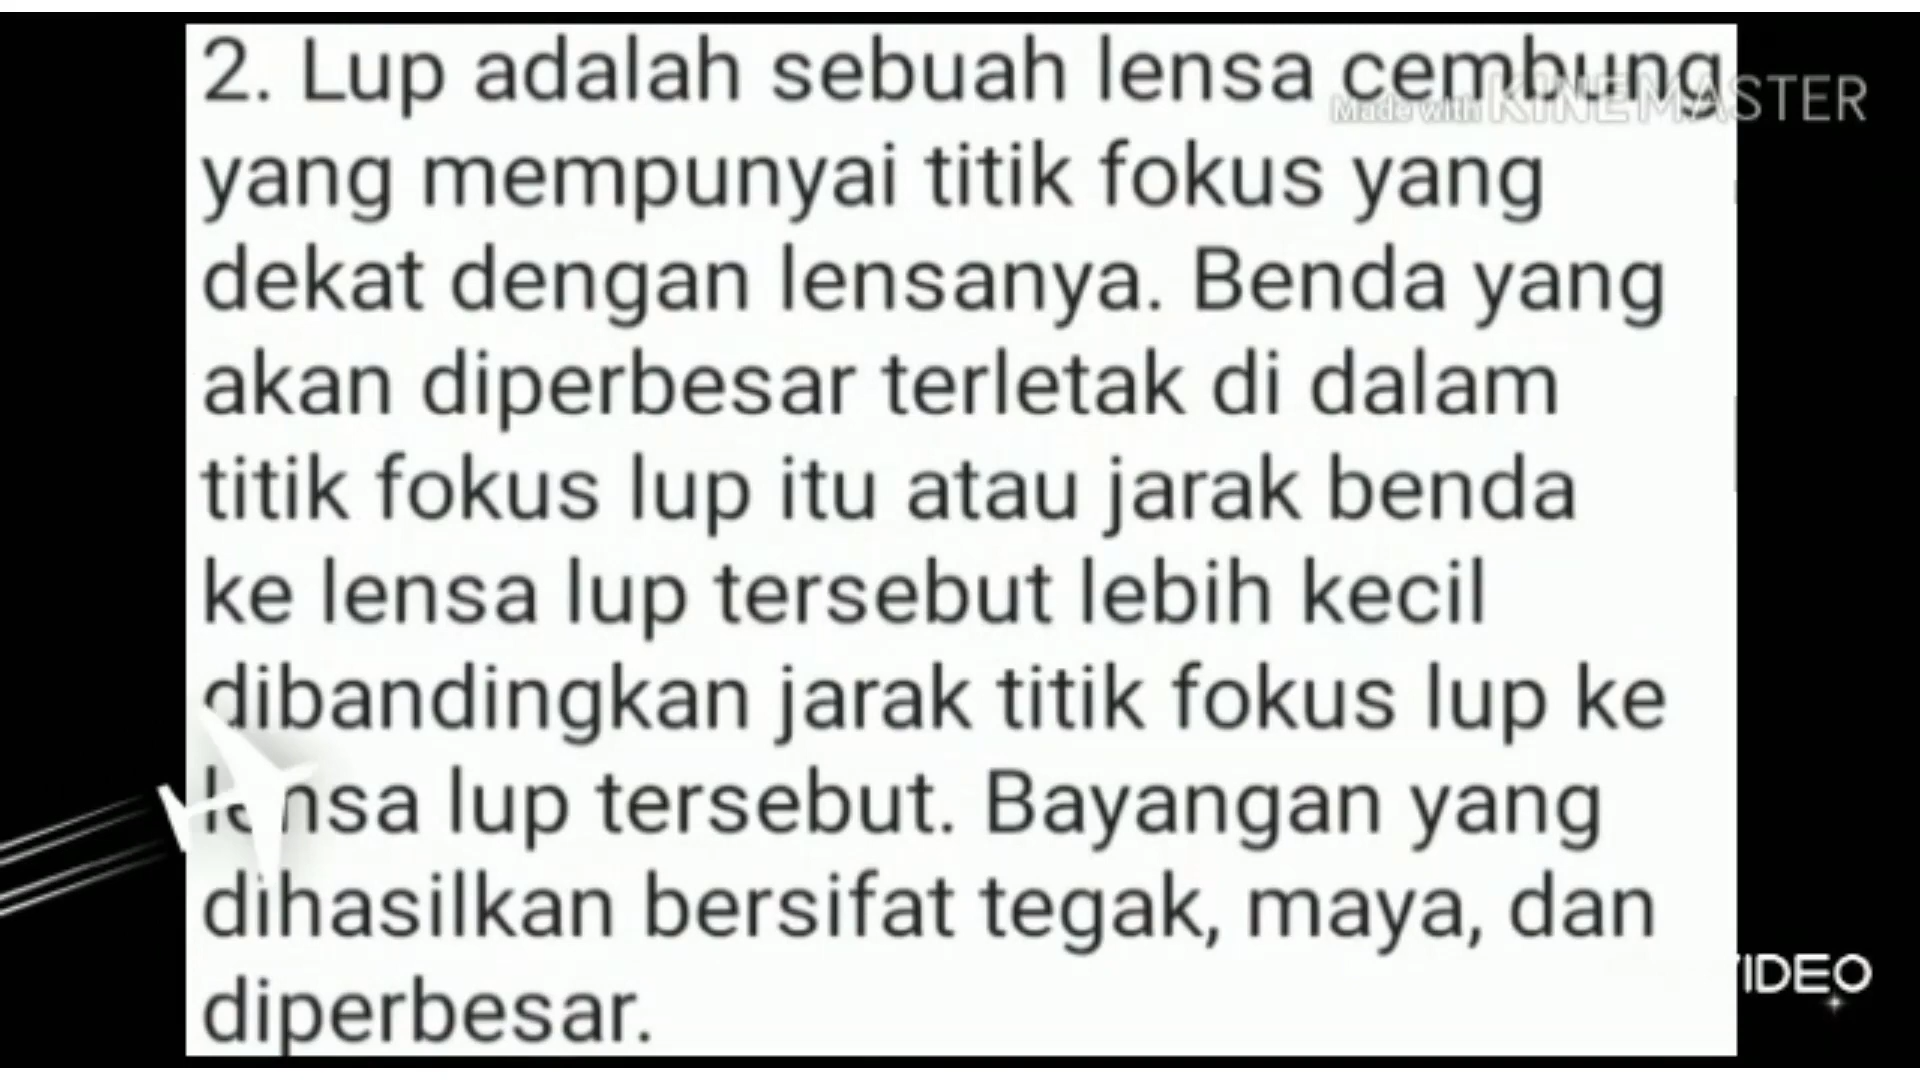 2. Lup adalah sebuah lensa cembung
Made with KINEMASTER
yang mempunyai titik fokus yang
dekat dengan lensanya. Benda yang
akan diperbesar terletak di dalam
titik fokus lup itu atau jarak benda
ke lensa lup tersebut lebih kecil
dibandingkan jarak titik fokus lup ke
lensa lup tersebut. Bayangan yang
dihasilkan bersifat tegak, maya, dan
diperbesar.